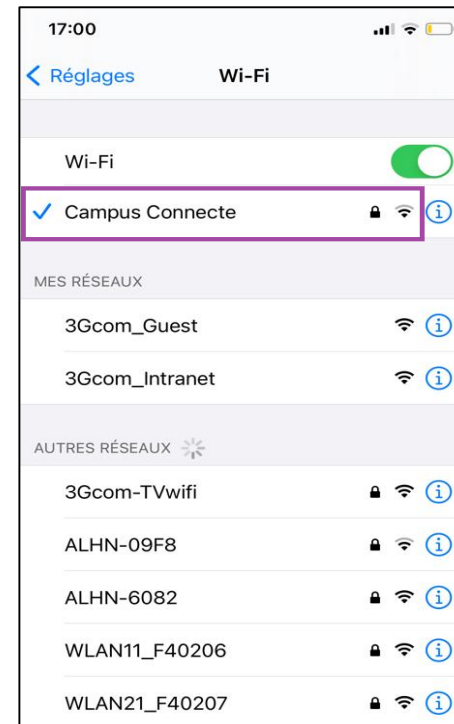 17:00
Réglages Wi-Fi
Wi-Fi
Campus Connecte
MES RÉSEAUX
3Gcom_Guest
3Gcom_Intranet
AUTRES RÉSEAUX
3Gcom-TVwifi
ALHN-09F8
ALHN-6082
WLAN11_F40206
WLAN21_F40207